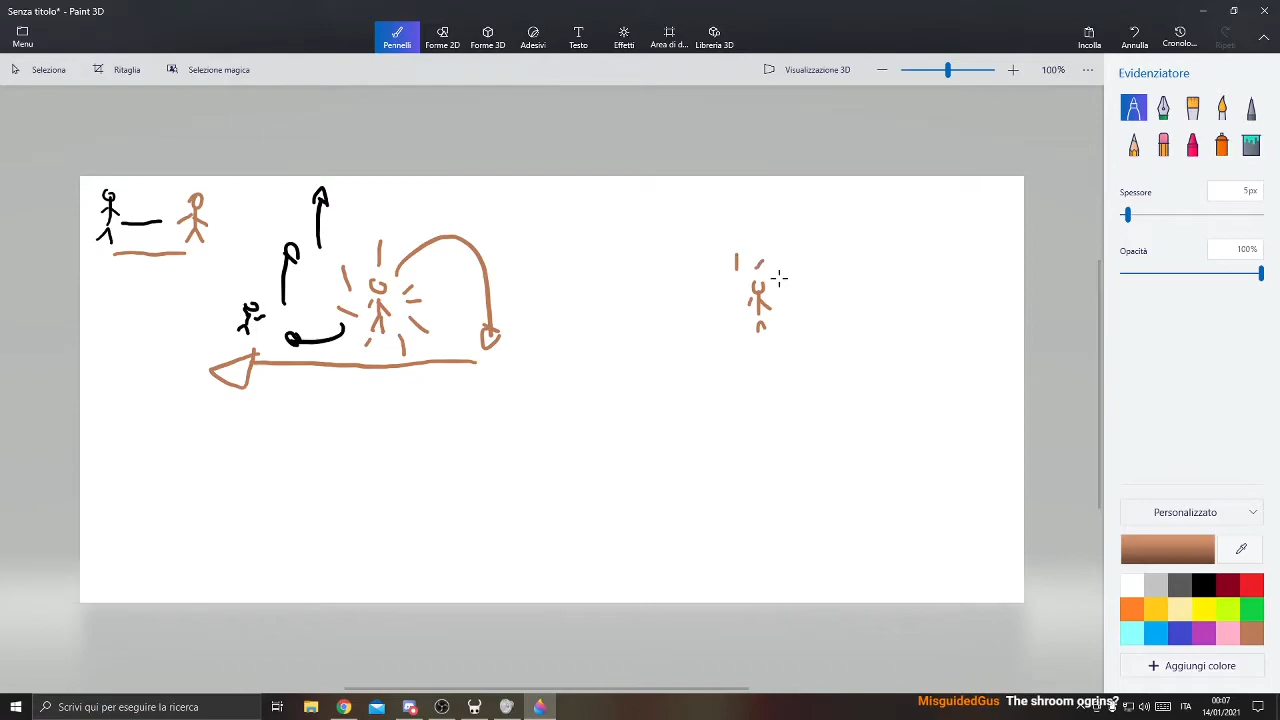 Senza titolo* - Paint 3D
Menu
Pennelli
Forme 2D
Forme 3D
Adesivi
Testo
Effetti
Area di d...
Libreria 3D
Incolla
Annulla
Cronolo...
Ripeti
Seleziona
Ritaglia
Selezione magica
Visualizzazione 3D
100%
Evidenziatore
Spessore
5px
Opacità
100%
Personalizzato
Aggiungi colore
MisguidedGus The shroom ogrins?
Scrivi qui per eseguire la ricerca
ITA
00:07
14/01/2021